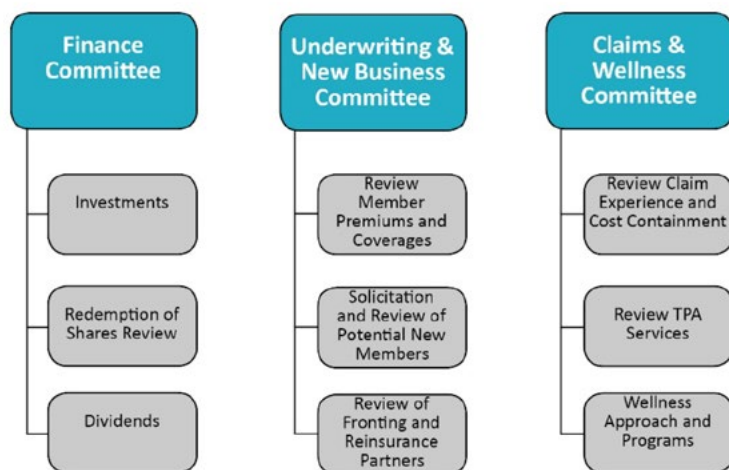 Finance
Committee
Investments
Redemption of
Shares Review
Dividends
Underwriting &
New Business
Committee
Review
Member
Premiums and
Coverages
Solicitation
and Review of
Potential New
Members
Review of
Fronting and
Reinsurance
Partners
Claims &
Wellness
Committee
Review Claim
Experience and
Cost Containment
Review TPA
Services
Wellness
Approach and
Programs